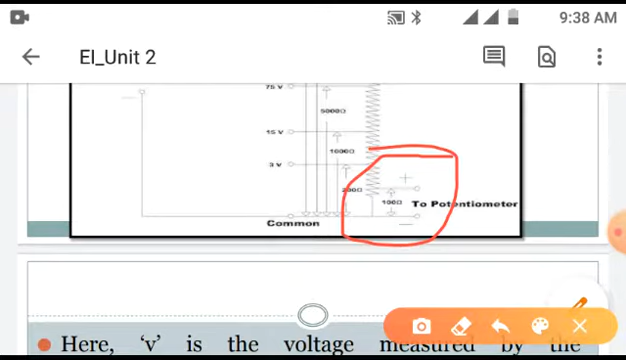 9:38 AM
EI_Unit 2
75 V
5000Ω
15 V
1000Ω
3 V
200Ω
+
100Ω To Potentiometer
Common
—
Here, ‘v’ is the voltage measured by the